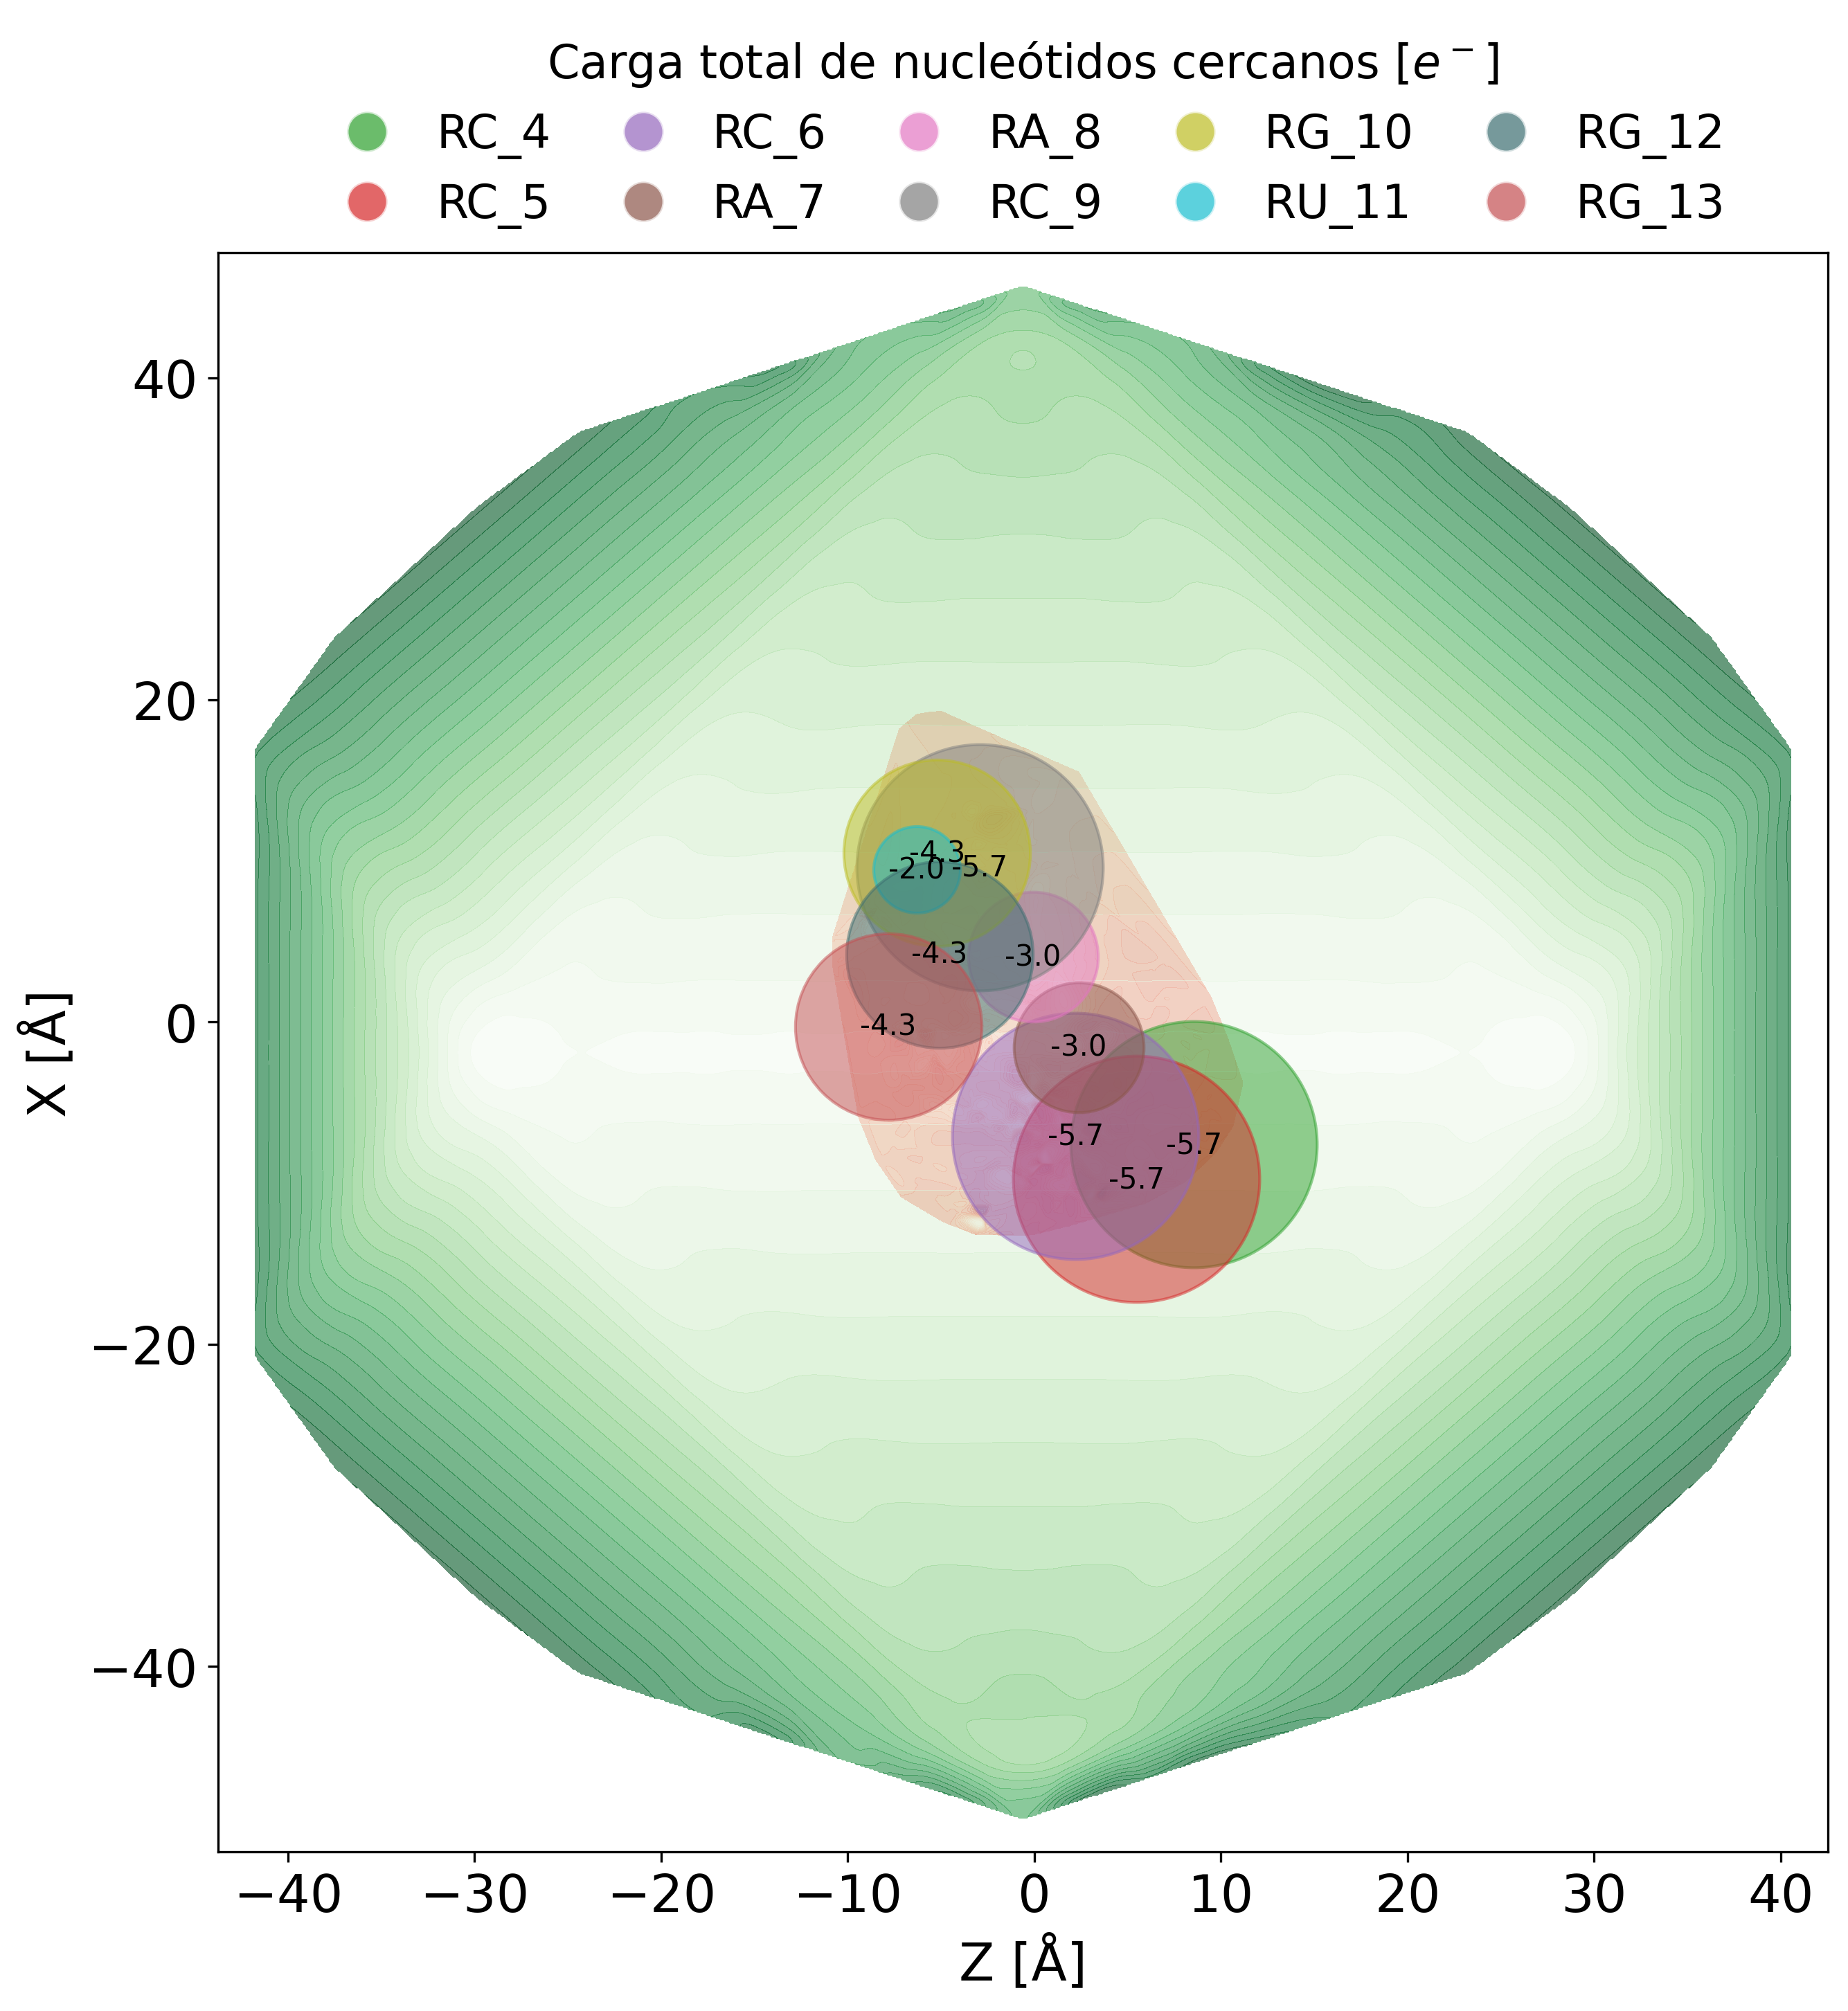 Carga total de nucleótidos cercanos [e⁻]
RC_4 RC_6 RA_8 RG_10 RG_12
RC_5 RA_7 RC_9 RU_11 RG_13
40
20
0
−20
−40
X [Å]
-4.3
-2.0 -5.7
-4.3 -3.0
-4.3
-3.0
-5.7 -5.7
-5.7
−40 −30 −20 −10 0 10 20 30 40
Z [Å]